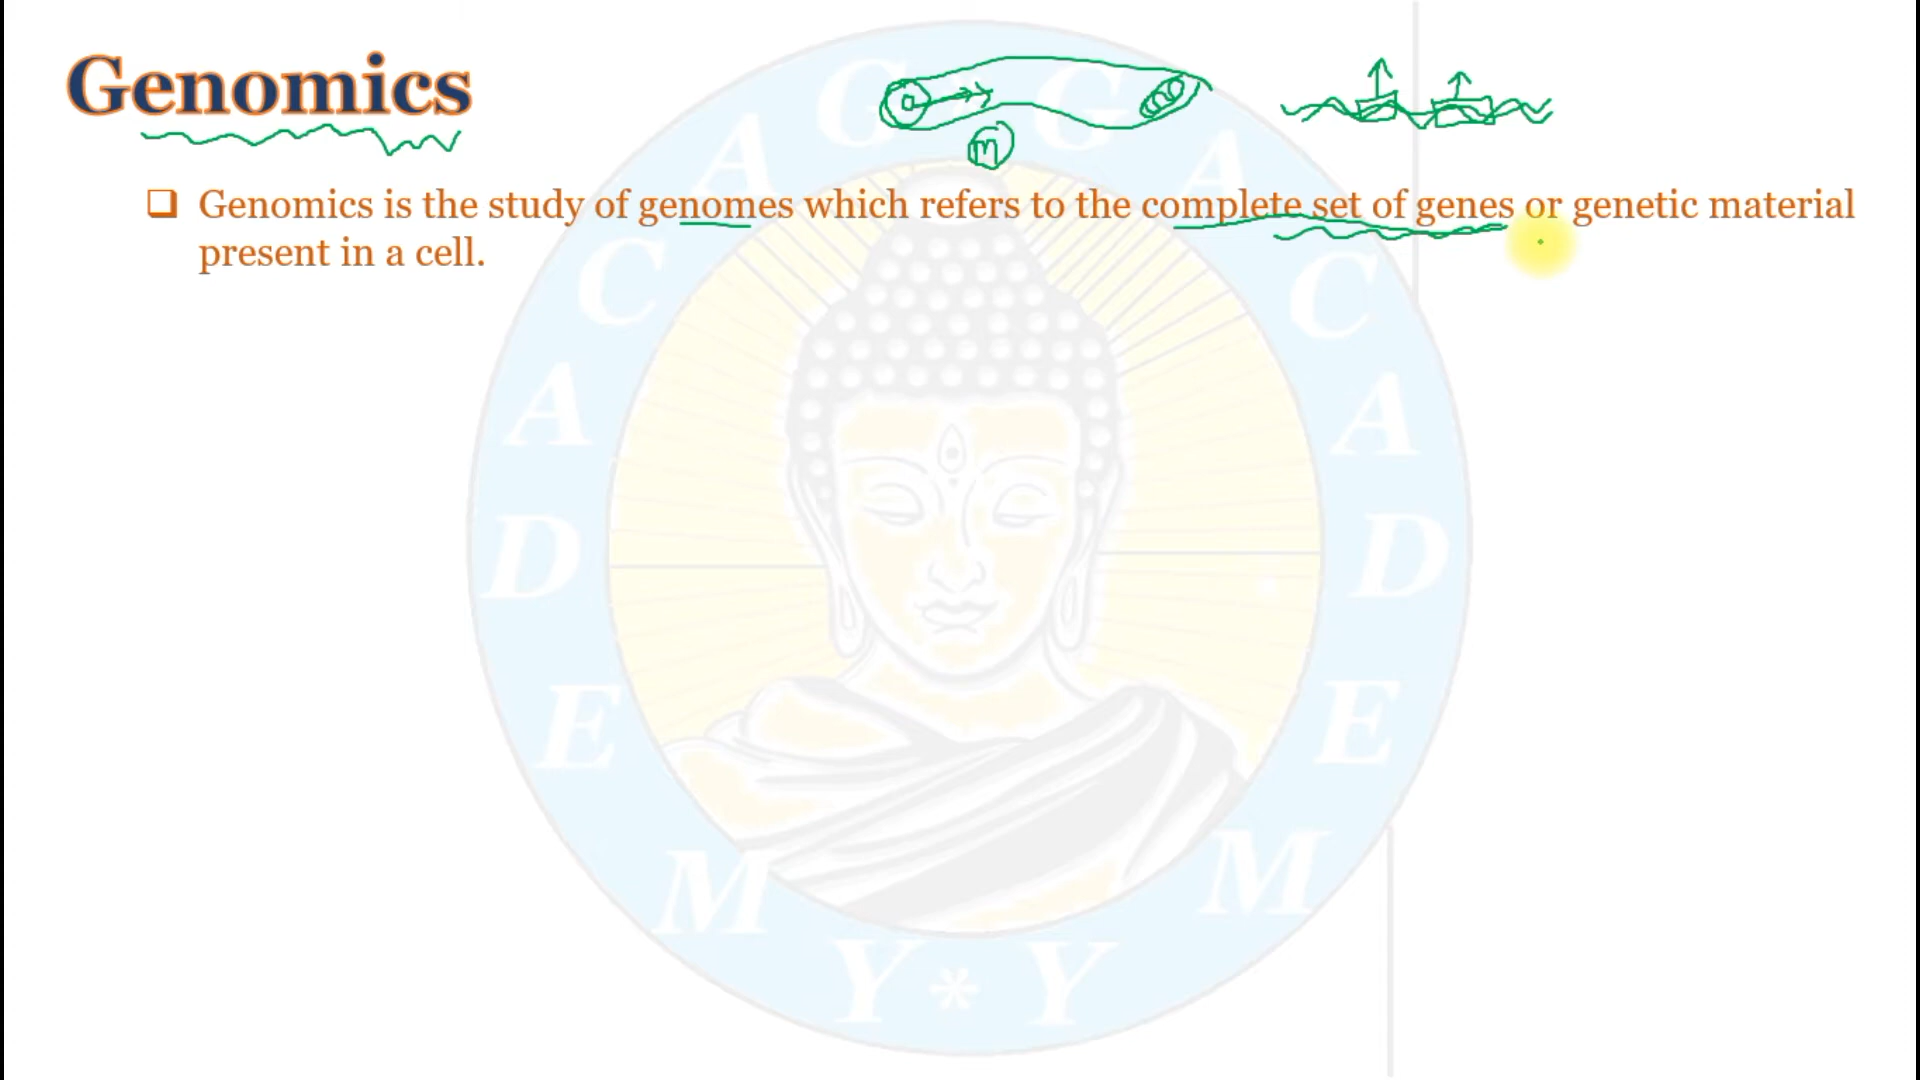 Genomics
m
❑ Genomics is the study of genomes which refers to the complete set of genes or genetic material
present in a cell.
G A C A D E M Y * G A C A D E M Y